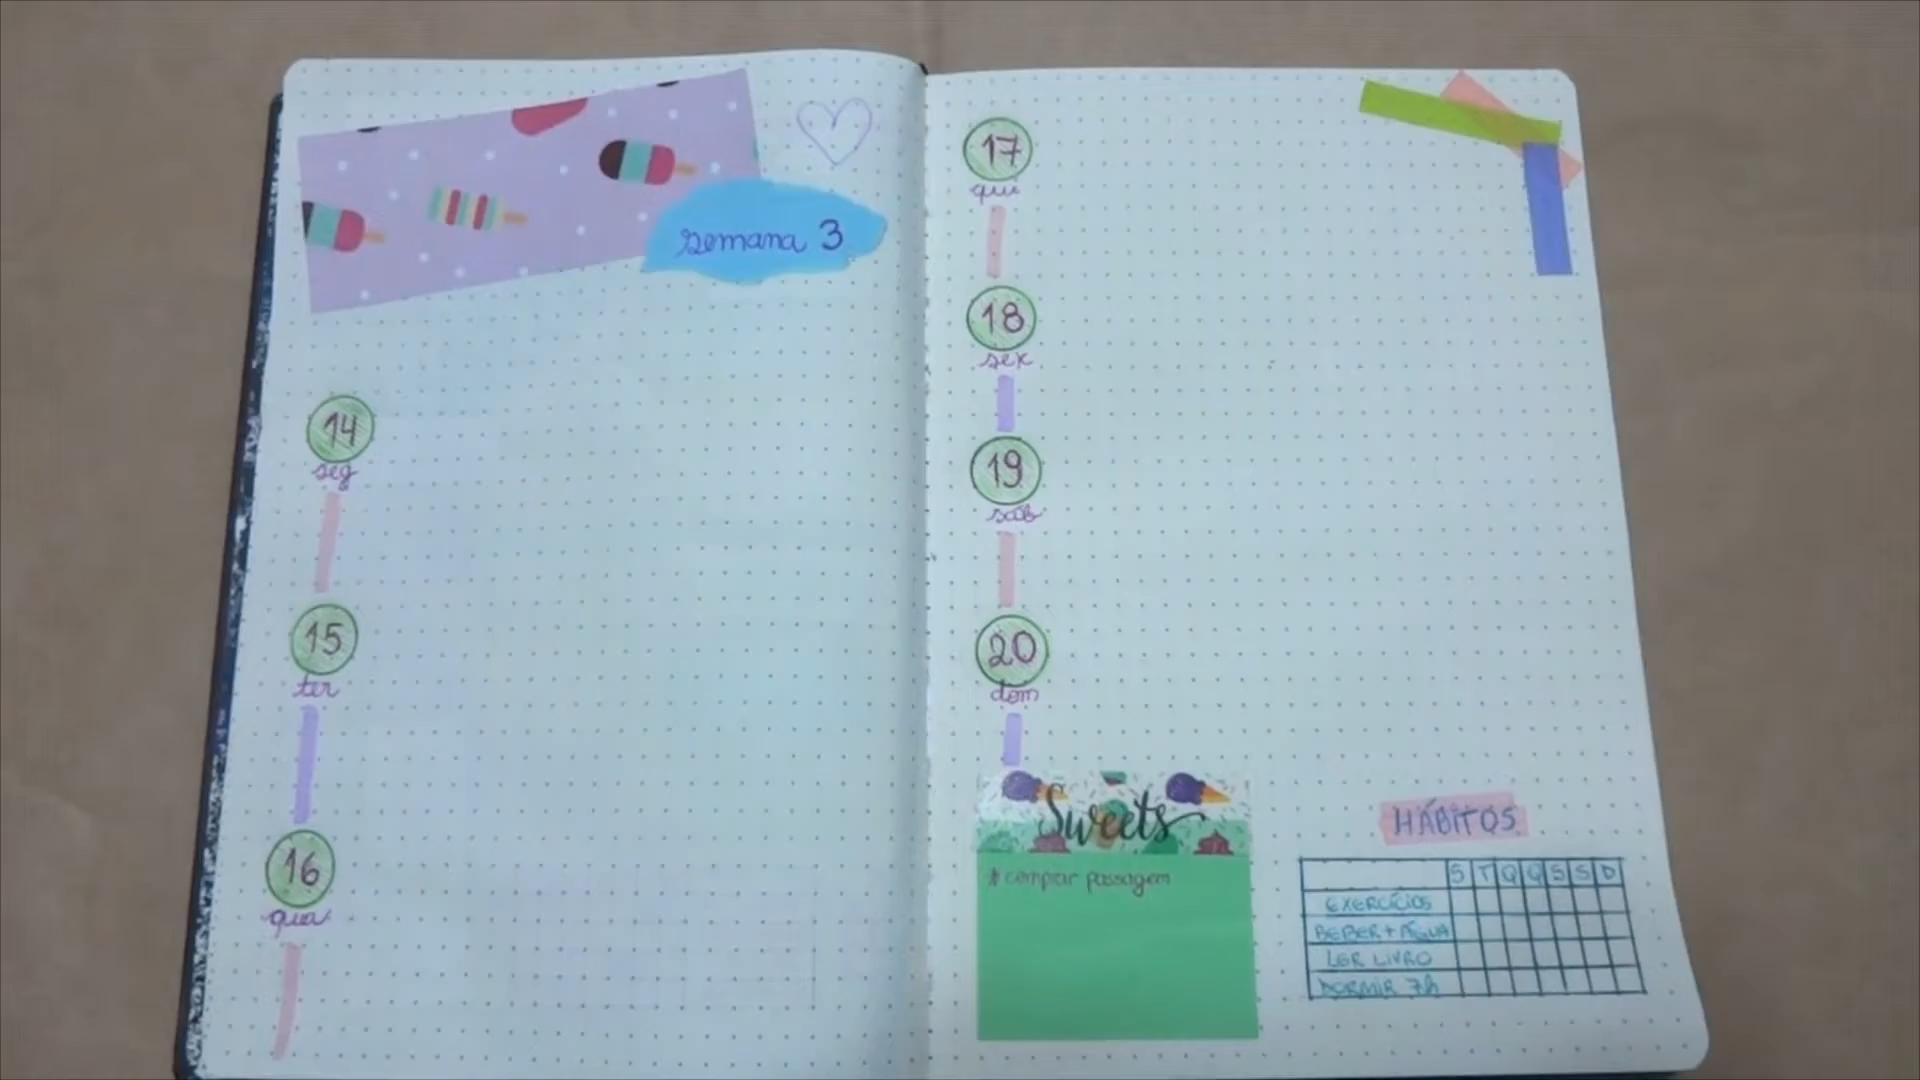 semana 3
14
seg
15
ter
16
qua
17
qui
18
sex
19
sáb
20
dom
Sweets
* comprar passagem
HÁBITOS
S T Q Q S S D
EXERCÍCIOS
BEBER + ÁGUA
LER LIVRO
DORMIR 7h